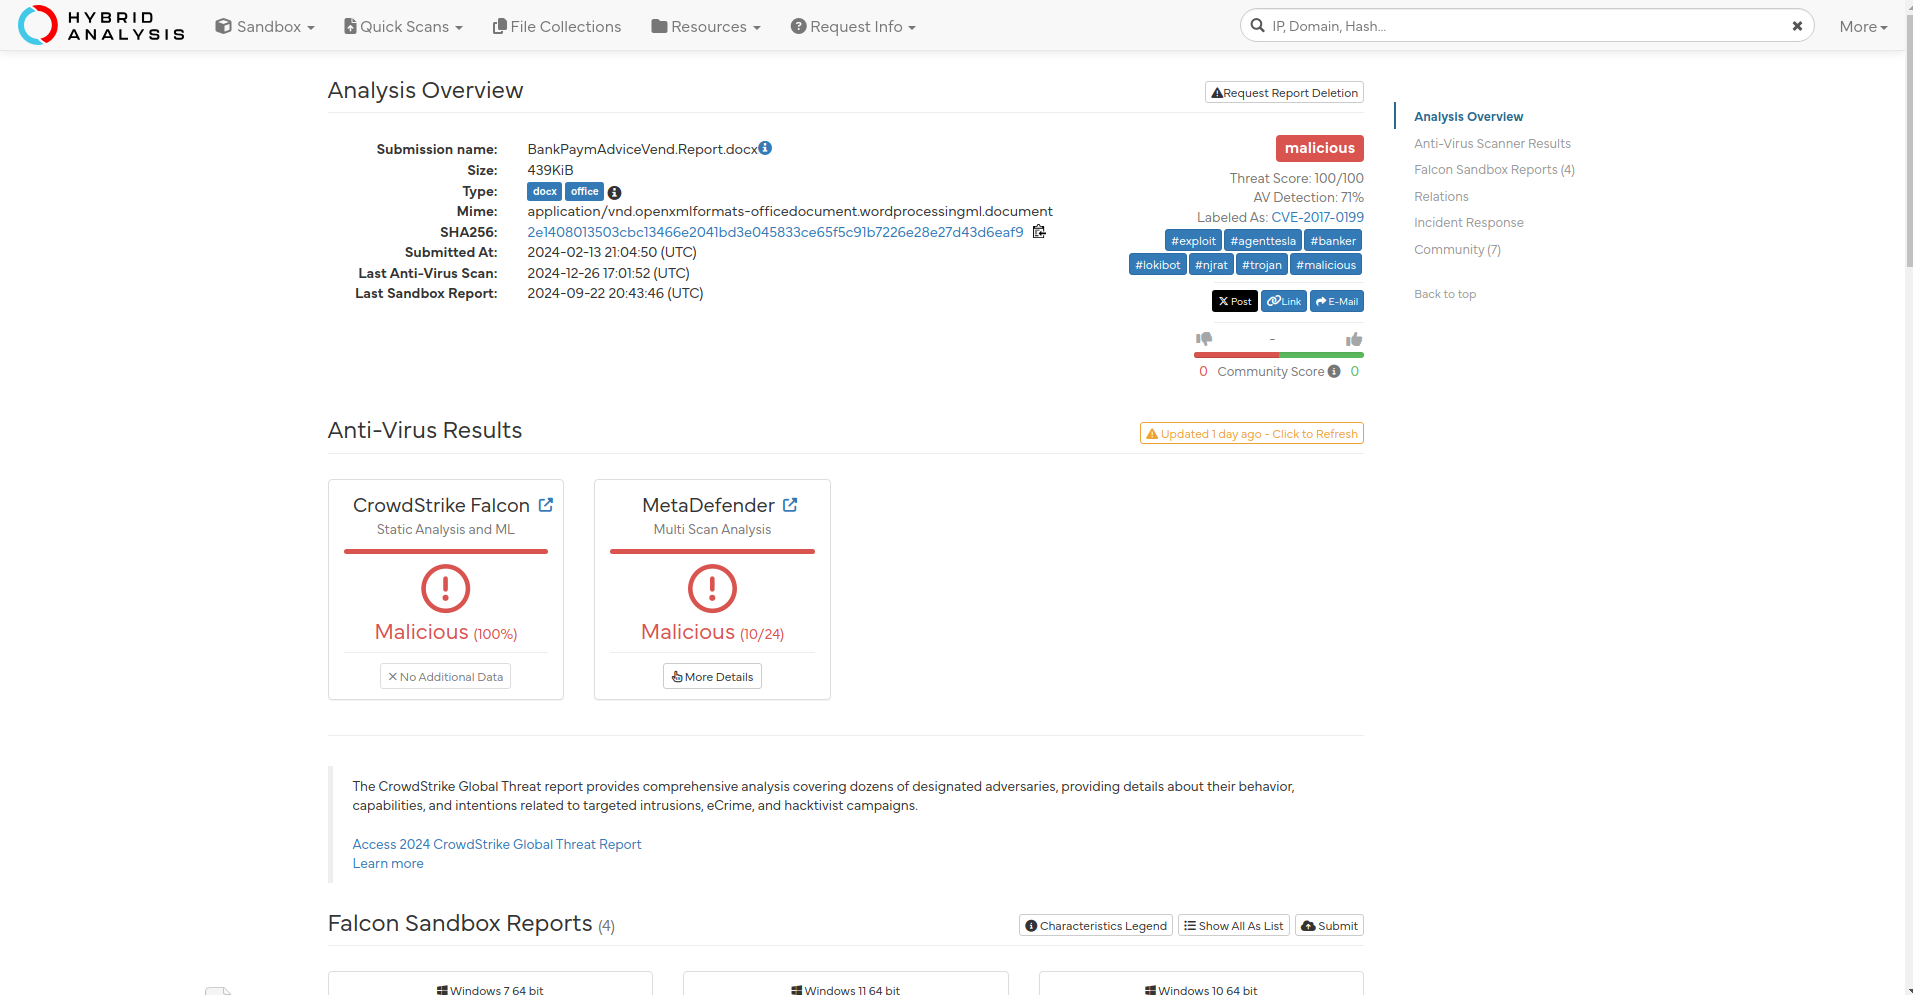 HYBRID
ANALYSIS
Sandbox
Quick Scans
File Collections
Resources
Request Info
IP, Domain, Hash...
More
Analysis Overview
Request Report Deletion
Submission name: BankPaymAdviceVend.Report.docx
Size: 439KiB
Type: docx office
Mime: application/vnd.openxmlformats-officedocument.wordprocessingml.document
SHA256: 2e1408013503cbc13466e2041bd3e045833ce65f5c91b7226e28e27d43d6eaf9
Submitted At: 2024-02-13 21:04:50 (UTC)
Last Anti-Virus Scan: 2024-12-26 17:01:52 (UTC)
Last Sandbox Report: 2024-09-22 20:43:46 (UTC)
malicious
Threat Score: 100/100
AV Detection: 71%
Labeled As: CVE-2017-0199
#exploit #agenttesla #banker
#lokibot #njrat #trojan #malicious
Post Link E-Mail
-
0 Community Score 0
Analysis Overview
Anti-Virus Scanner Results
Falcon Sandbox Reports (4)
Relations
Incident Response
Community (7)
Back to top
Anti-Virus Results
Updated 1 day ago - Click to Refresh
CrowdStrike Falcon
Static Analysis and ML
Malicious (100%)
No Additional Data
MetaDefender
Multi Scan Analysis
Malicious (10/24)
More Details
The CrowdStrike Global Threat report provides comprehensive analysis covering dozens of designated adversaries, providing details about their behavior,
capabilities, and intentions related to targeted intrusions, eCrime, and hacktivist campaigns.
Access 2024 CrowdStrike Global Threat Report
Learn more
Falcon Sandbox Reports (4)
Characteristics Legend
Show All As List
Submit
Windows 7 64 bit
Windows 11 64 bit
Windows 10 64 bit